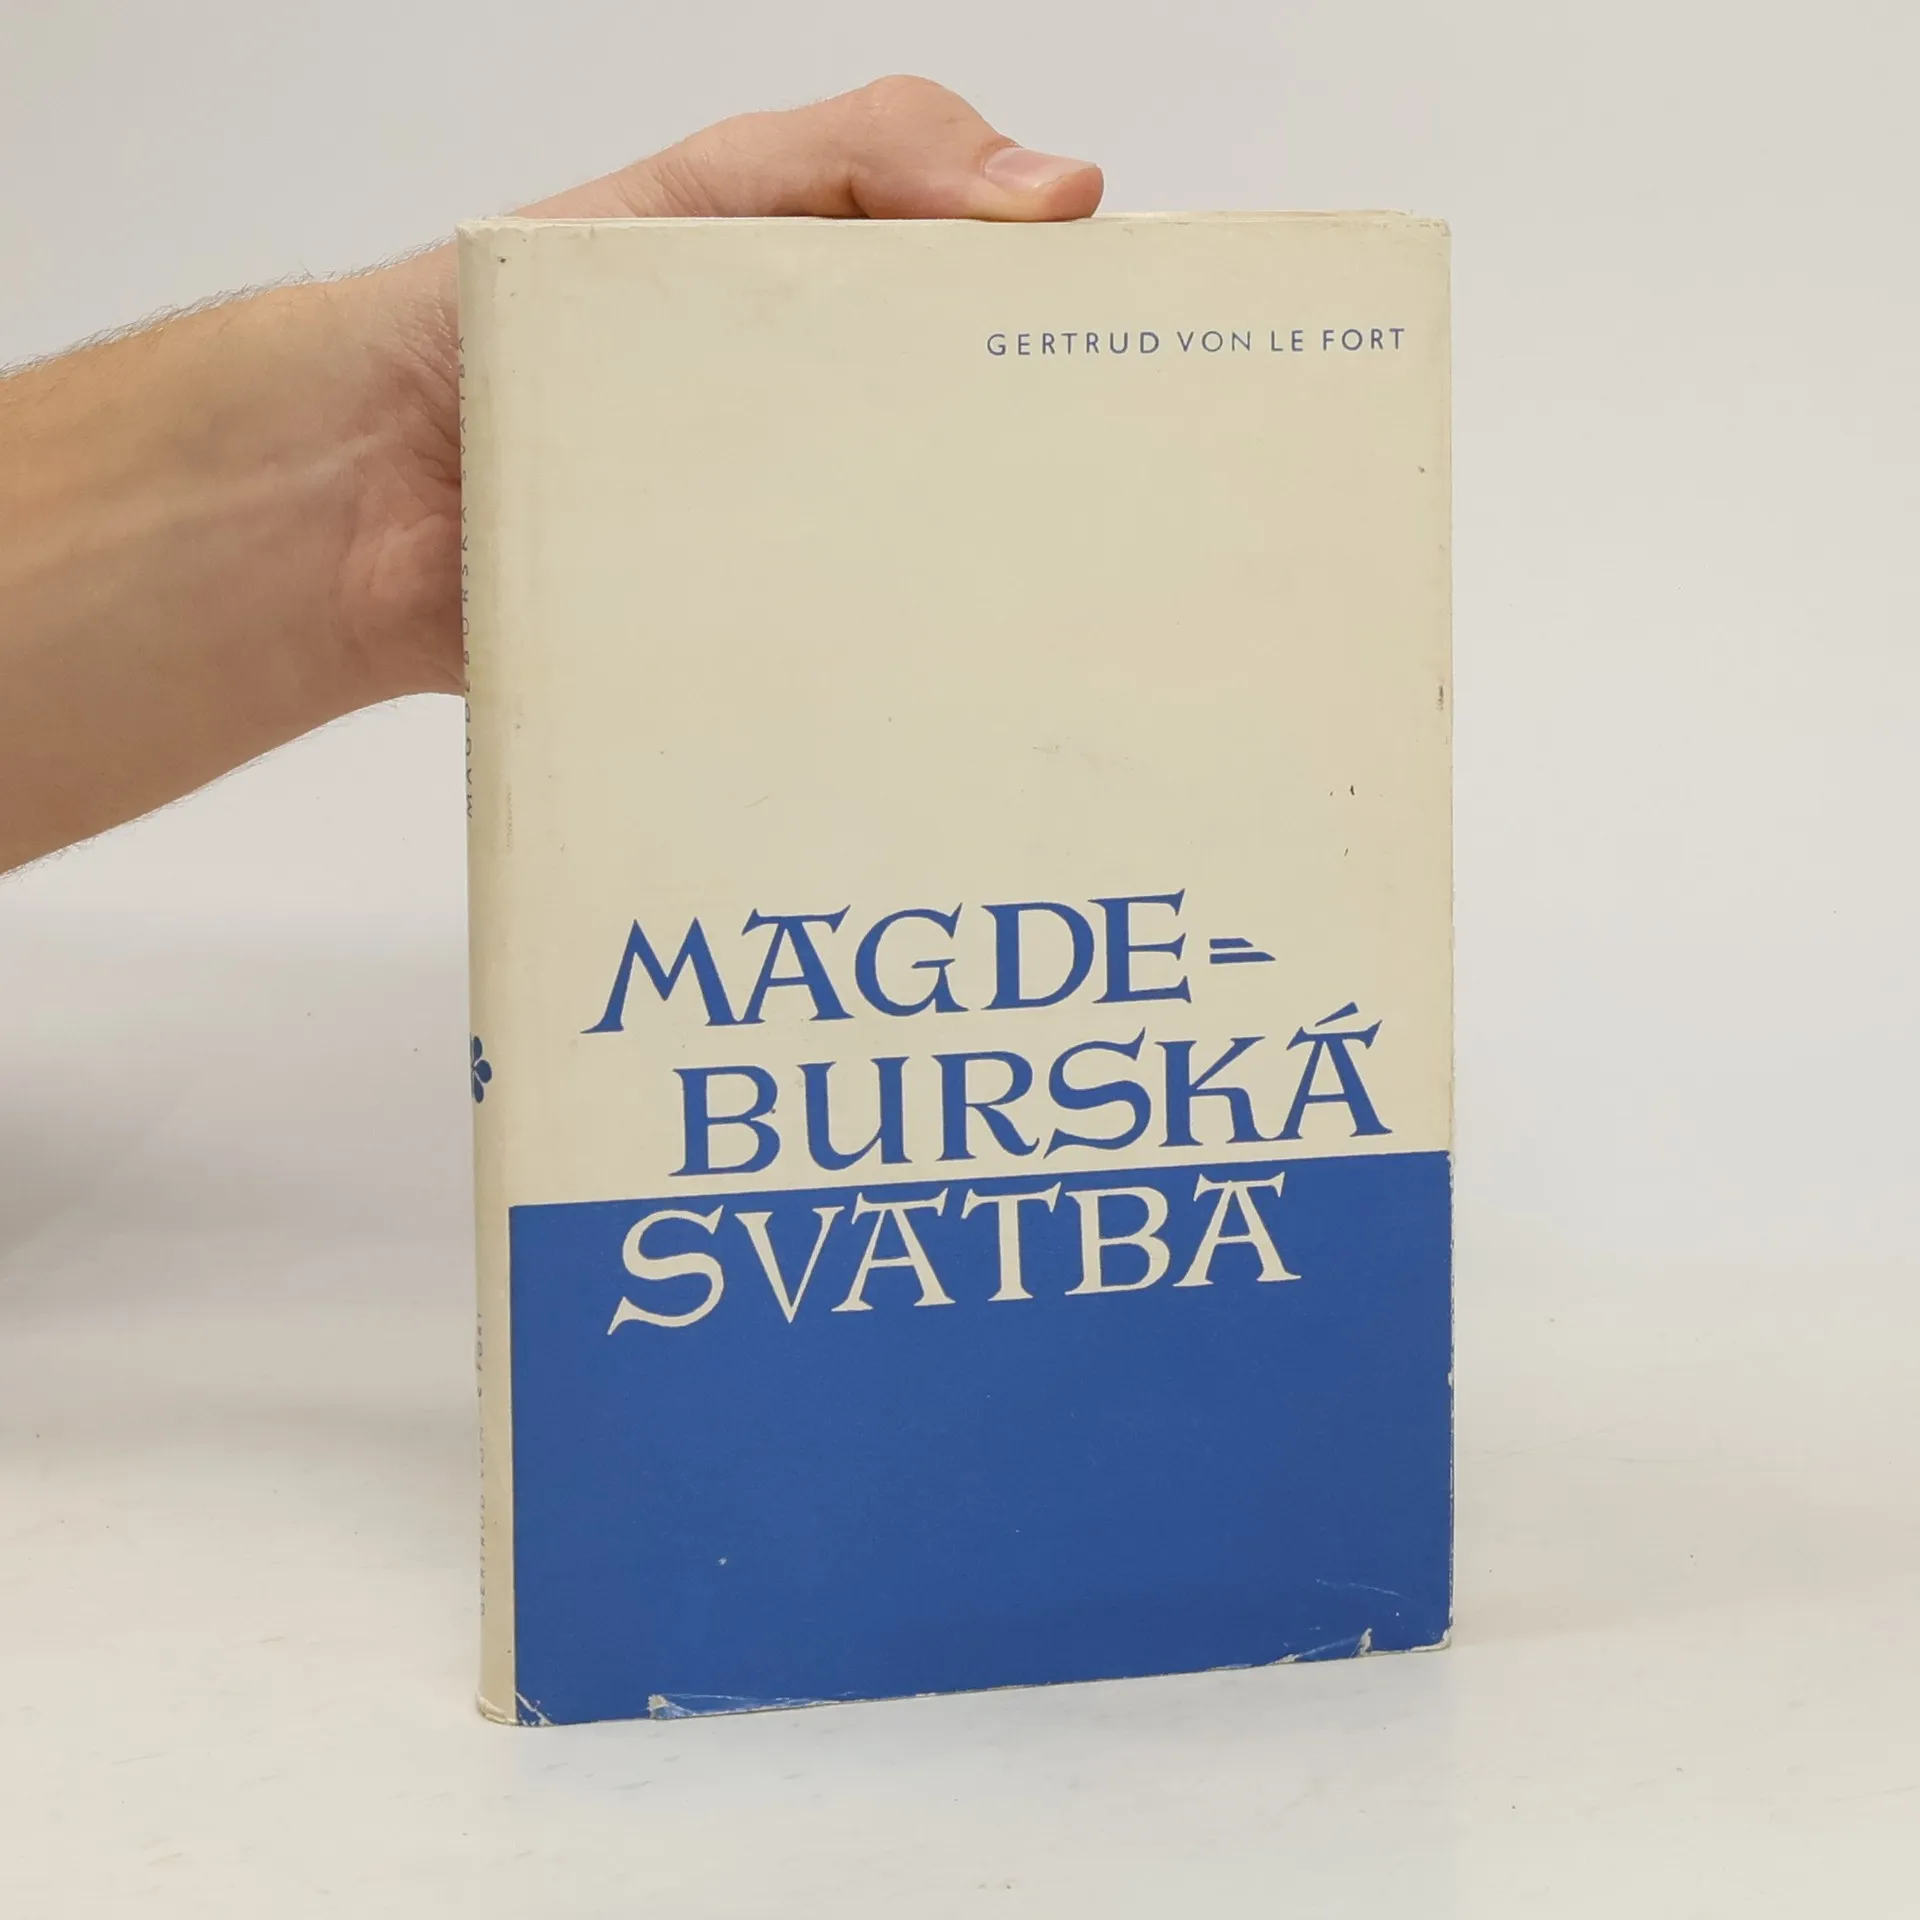 GERTRUD VON LE FORT
MAGDE=
BURSKÁ
SVATBA
MAGDEBURSKÁ SVATBA
GERTRUD VON LE FORT